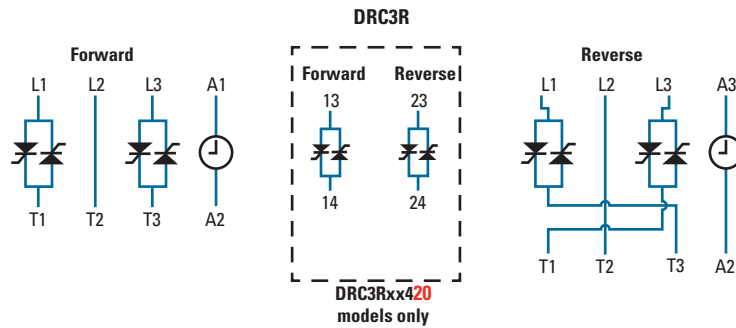 DRC3R
Forward
Reverse
L1 L2 L3 A1
Forward Reverse
L1 L2 L3 A3
13 23
14 24
T1 T2 T3 A2
T1 T2 T3 A2
DRC3Rxx420
models only